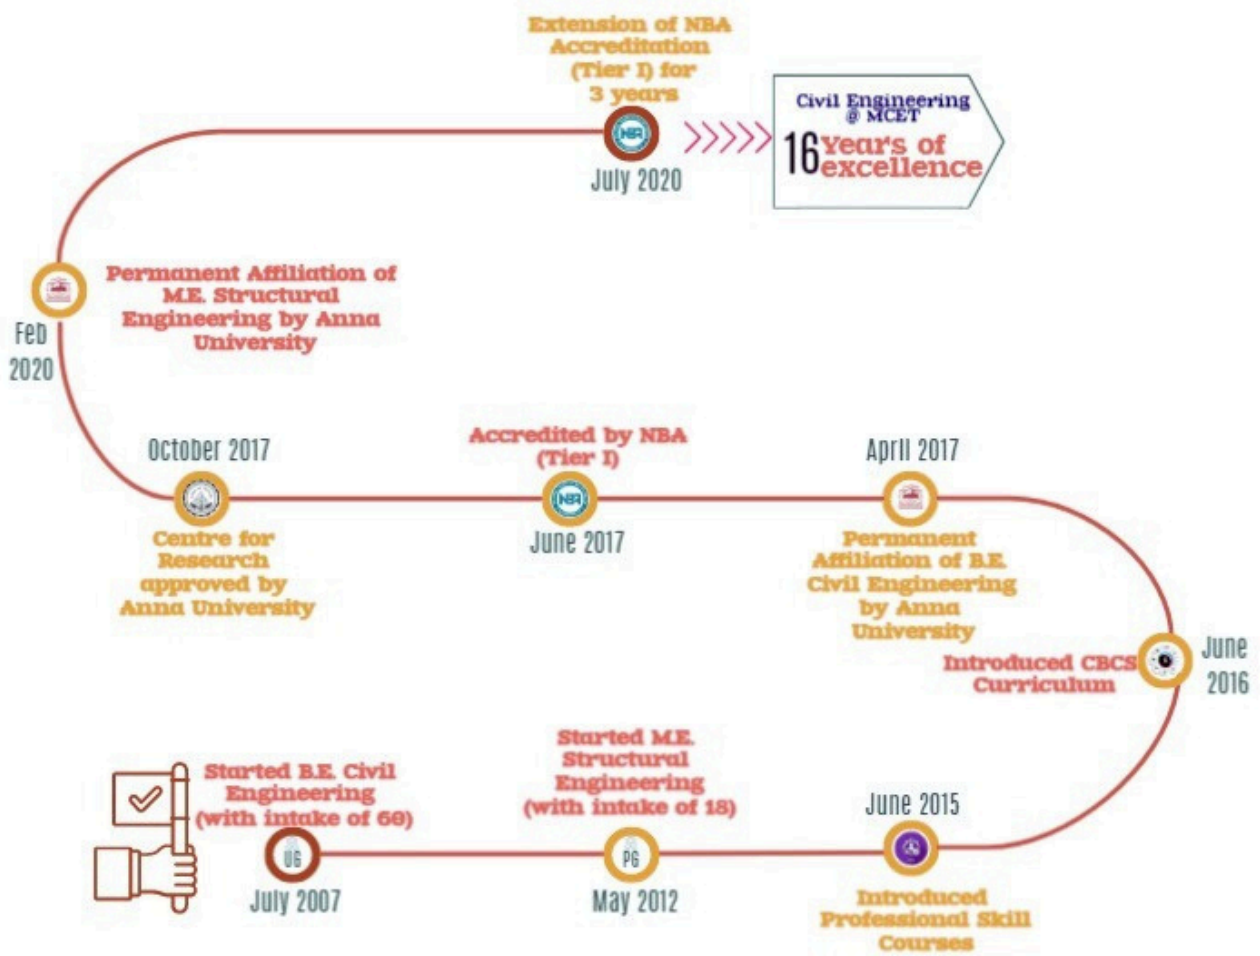 Extension of NBA
Accreditation
(Tier I) for
3 years
NBA
July 2020
Civil Engineering
@ MCET
16 Years of
excellence
Permanent Affiliation of
M.E. Structural
Engineering by Anna
University
Feb
2020
October 2017
Centre for
Research
approved by
Anna University
Accredited by NBA
(Tier I)
NBA
June 2017
April 2017
Permanent
Affiliation of B.E.
Civil Engineering
by Anna
University
Introduced CBCS
Curriculum
June
2016
Started B.E. Civil
Engineering
(with intake of 60)
UG
July 2007
Started M.E.
Structural
Engineering
(with intake of 18)
PG
May 2012
June 2015
Introduced
Professional Skill
Courses